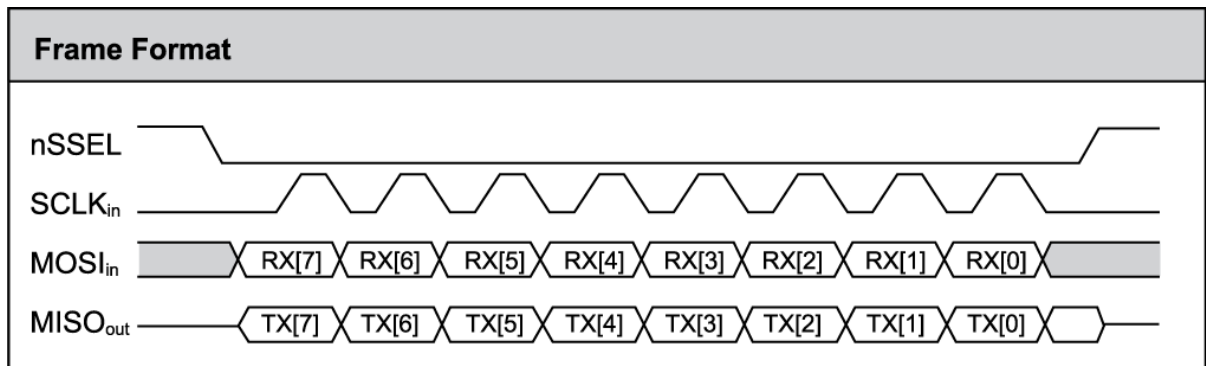 Frame Format
nSSEL
SCLKin
MOSIin RX[7] RX[6] RX[5] RX[4] RX[3] RX[2] RX[1] RX[0]
MISOout TX[7] TX[6] TX[5] TX[4] TX[3] TX[2] TX[1] TX[0]